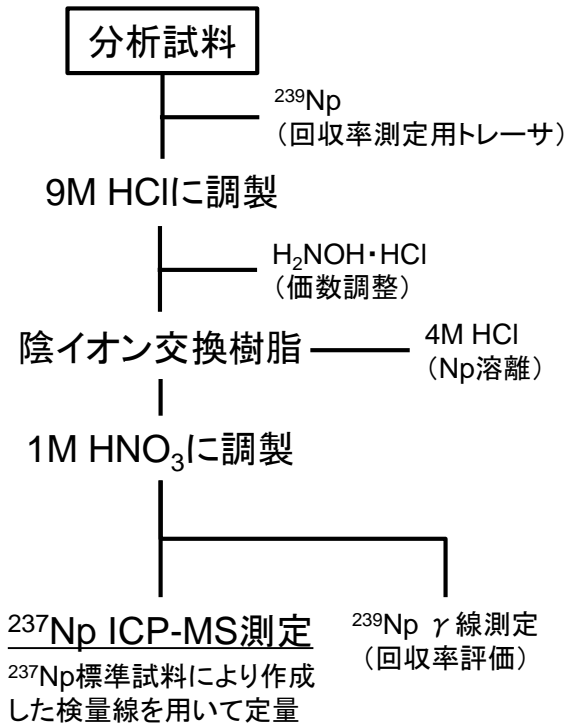 分析試料
²³⁹Np
(回収率測定用トレーサ)
9M HClに調製
H₂NOH・HCl
(価数調整)
陰イオン交換樹脂
4M HCl
(Np溶離)
1M HNO₃に調製
²³⁷Np ICP-MS測定
²³⁷Np標準試料により作成
した検量線を用いて定量
²³⁹Np γ線測定
(回収率評価)